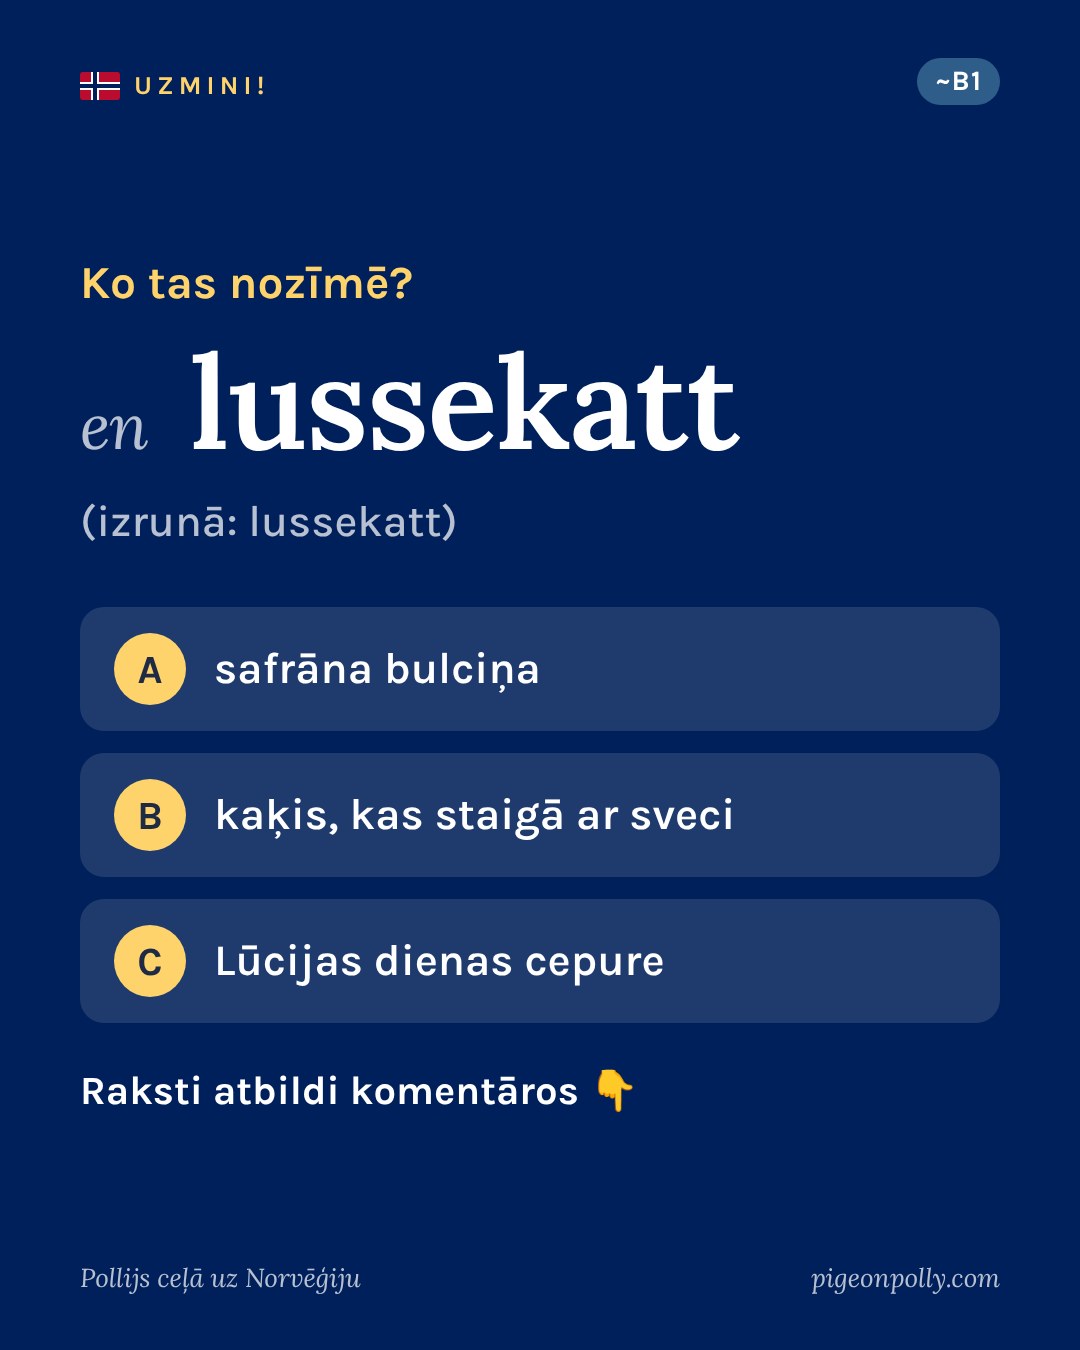 UZMINI!
~B1
Ko tas nozīmē?
en lussekatt
(izrunā: lussekatt)
A safrāna bulciņa
B kaķis, kas staigā ar sveci
C Lūcijas dienas cepure
Raksti atbildi komentāros 👇
Pollijs ceļā uz Norvēģiju
pigeonpolly.com